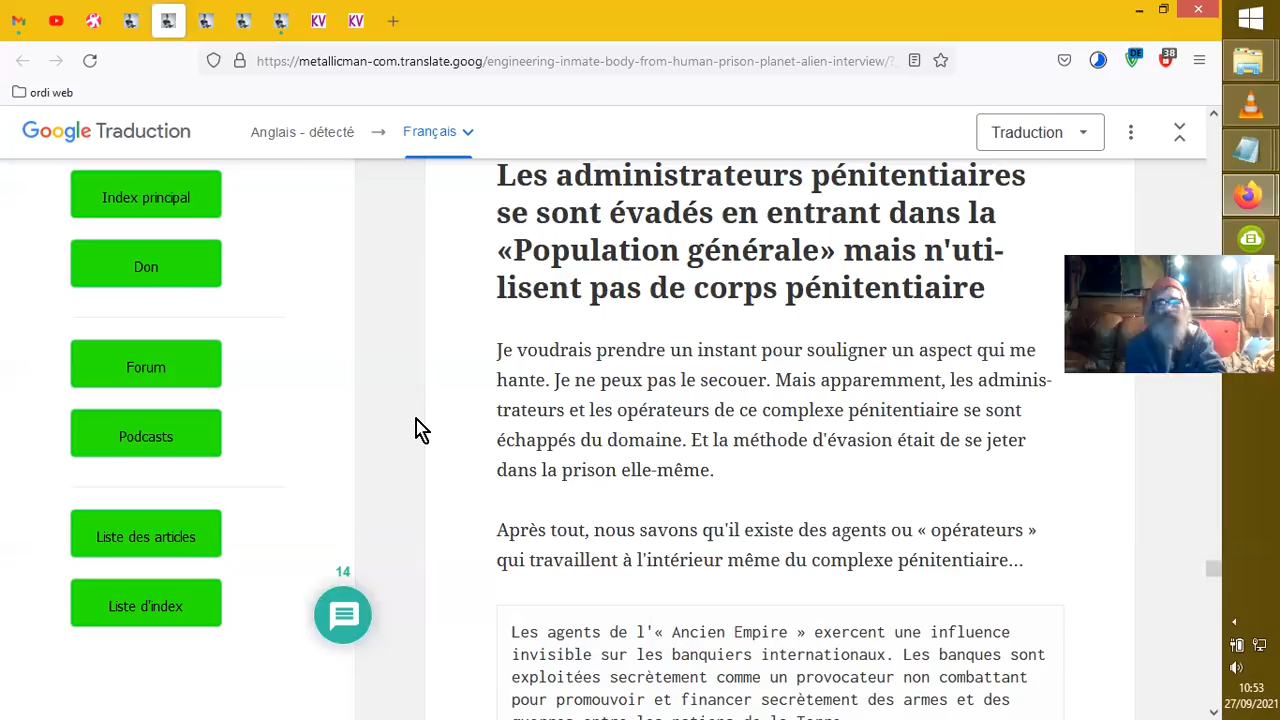 KV
KV
https://metallicman-com.translate.goog/engineering-inmate-body-from-human-prison-planet-alien-interview/?
DE
38
ordi web
Google Traduction
Anglais - détecté
Français
Traduction
Index principal
Don
Forum
Podcasts
Liste des articles
Liste d'index
14
Les administrateurs pénitentiaires
se sont évadés en entrant dans la
«Population générale» mais n'uti-
lisent pas de corps pénitentiaire
Je voudrais prendre un instant pour souligner un aspect qui me
hante. Je ne peux pas le secouer. Mais apparemment, les adminis-
trateurs et les opérateurs de ce complexe pénitentiaire se sont
échappés du domaine. Et la méthode d'évasion était de se jeter
dans la prison elle-même.
Après tout, nous savons qu'il existe des agents ou « opérateurs »
qui travaillent à l'intérieur même du complexe pénitentiaire…
Les agents de l'« Ancien Empire » exercent une influence
invisible sur les banquiers internationaux. Les banques sont
exploitées secrètement comme un provocateur non combattant
pour promouvoir et financer secrètement des armes et des
guerres entre les nations de la Terre.
10:53
27/09/2021